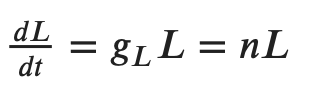 dL/dt = g_L L = nL